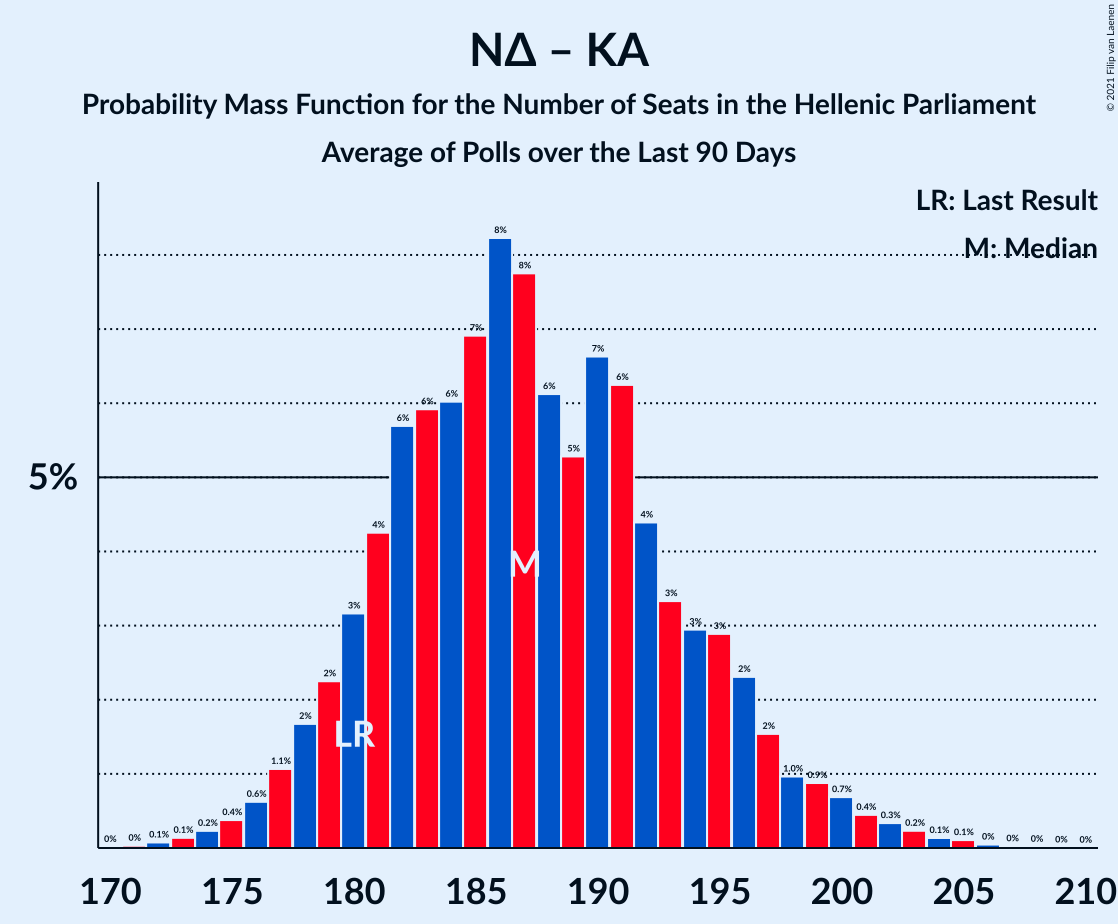 ΝΔ – ΚΑ
Probability Mass Function for the Number of Seats in the Hellenic Parliament
Average of Polls over the Last 90 Days
© 2021 Filip van Laenen
LR: Last Result
M: Median
5%
0% 0% 0.1% 0.1% 0.2% 0.4% 0.6% 1.1% 2% 2% 3% 4% 6% 6% 6% 7% 8% 8% 6% 5% 7% 6% 4% 3% 3% 3% 2% 2% 1.0% 0.9% 0.7% 0.4% 0.3% 0.2% 0.1% 0.1% 0% 0% 0% 0% 0%
M
LR
170 175 180 185 190 195 200 205 210